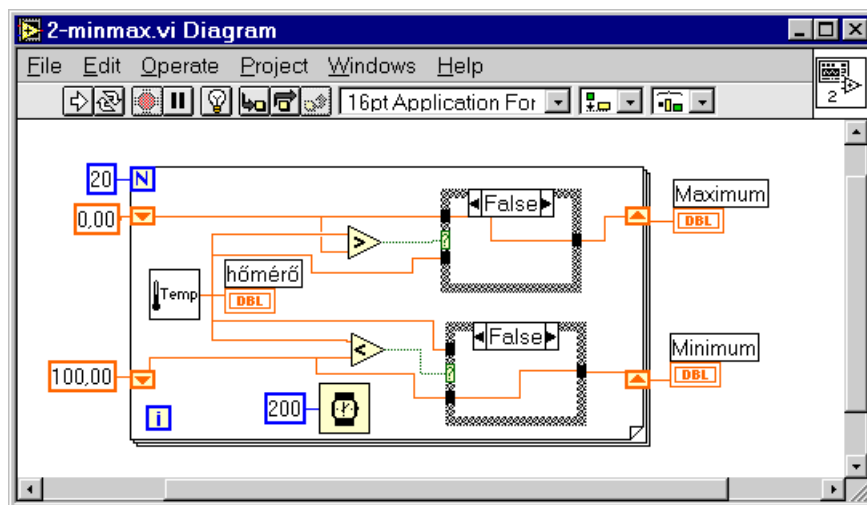 2-minmax.vi Diagram
File Edit Operate Project Windows Help
16pt Application For
2
20 N
0,00
False
Maximum
DBL
>
?
hőmérő
Temp
DBL
<
False
?
Minimum
DBL
100,00
i
200